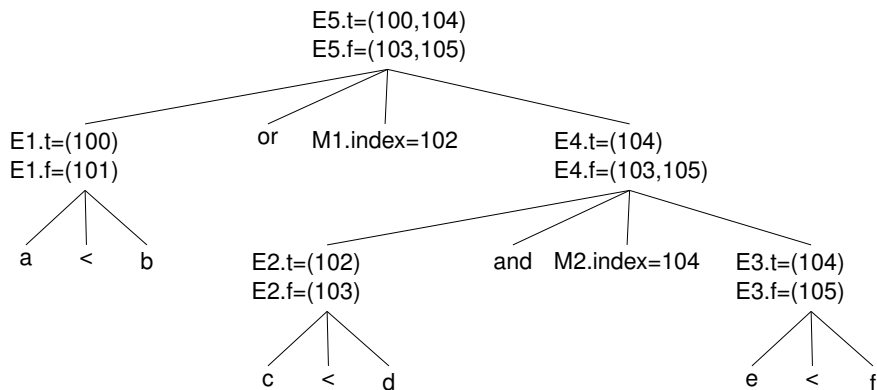 E5.t=(100,104)
E5.f=(103,105)
E1.t=(100)
E1.f=(101)
or
M1.index=102
E4.t=(104)
E4.f=(103,105)
a
<
b
E2.t=(102)
E2.f=(103)
and
M2.index=104
E3.t=(104)
E3.f=(105)
c
<
d
e
<
f